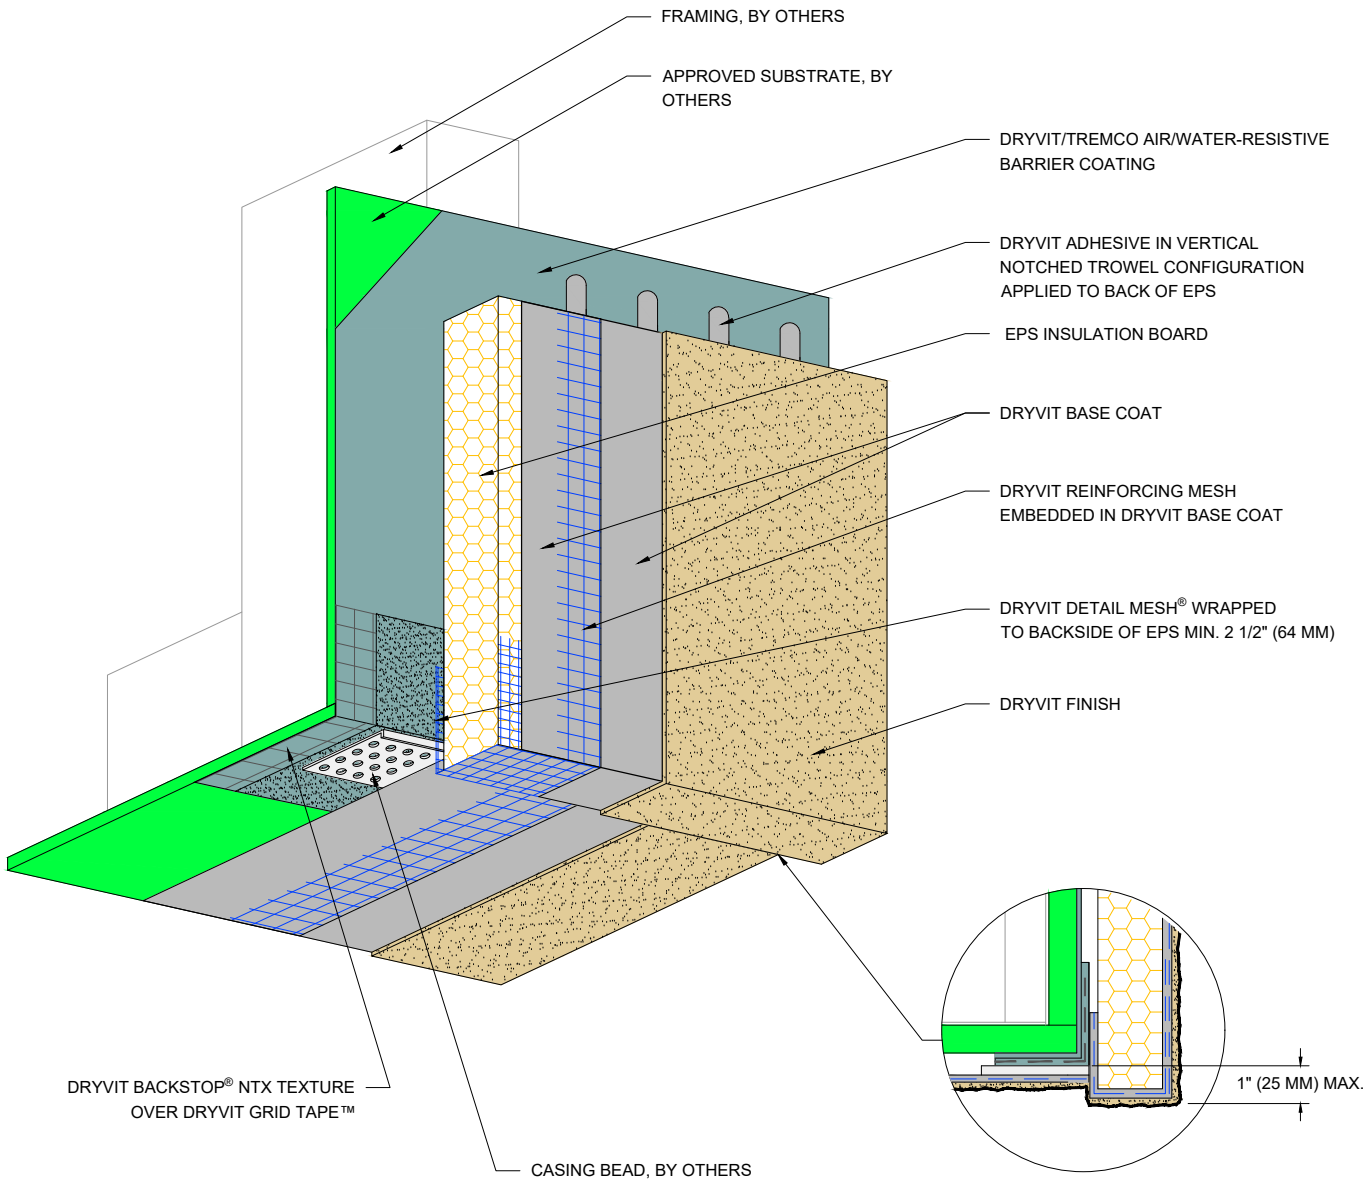 FRAMING, BY OTHERS
APPROVED SUBSTRATE, BY
OTHERS
DRYVIT/TREMCO AIR/WATER-RESISTIVE
BARRIER COATING
DRYVIT ADHESIVE IN VERTICAL
NOTCHED TROWEL CONFIGURATION
APPLIED TO BACK OF EPS
EPS INSULATION BOARD
DRYVIT BASE COAT
DRYVIT REINFORCING MESH
EMBEDDED IN DRYVIT BASE COAT
DRYVIT DETAIL MESH® WRAPPED
TO BACKSIDE OF EPS MIN. 2 1/2" (64 MM)
DRYVIT FINISH
1" (25 MM) MAX.
DRYVIT BACKSTOP® NTX TEXTURE
OVER DRYVIT GRID TAPE™
CASING BEAD, BY OTHERS